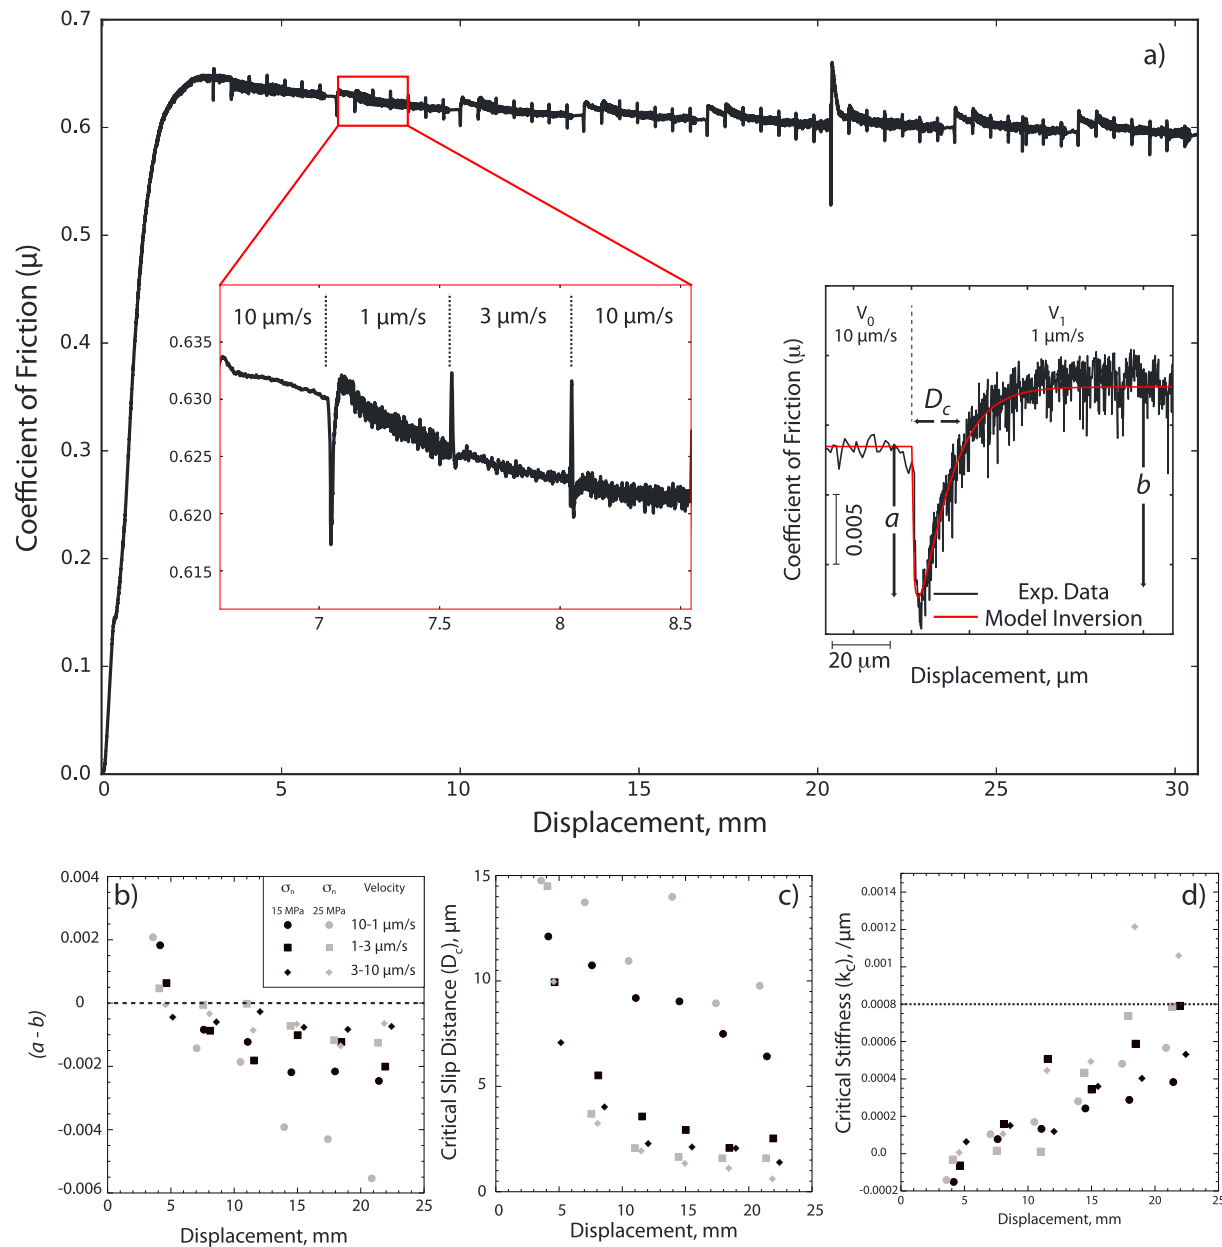 a)
0.7
0.6
0.5
0.4
0.3
0.2
0.1
0.0
Coefficient of Friction (μ)
0 5 10 15 20 25 30
Displacement, mm
10 μm/s 1 μm/s 3 μm/s 10 μm/s
0.635
0.630
0.625
0.620
0.615
7 7.5 8 8.5
V0 V1
10 μm/s 1 μm/s
Dc
a
b
0.005
Coefficient of Friction (μ)
Exp. Data
Model Inversion
20 μm
Displacement, μm
b)
0.004
0.002
0
-0.002
-0.004
-0.006
(a - b)
σn σn Velocity
15 MPa 25 MPa
10-1 μm/s
1-3 μm/s
3-10 μm/s
0 5 10 15 20 25
Displacement, mm
c)
15
10
5
0
Critical Slip Distance (Dc), μm
0 5 10 15 20 25
Displacement, mm
d)
0.0014
0.0012
0.001
0.0008
0.0006
0.0004
0.0002
0.0
-0.0002
Critical Stiffness (kc), /μm
0 5 10 15 20 25
Displacement, mm